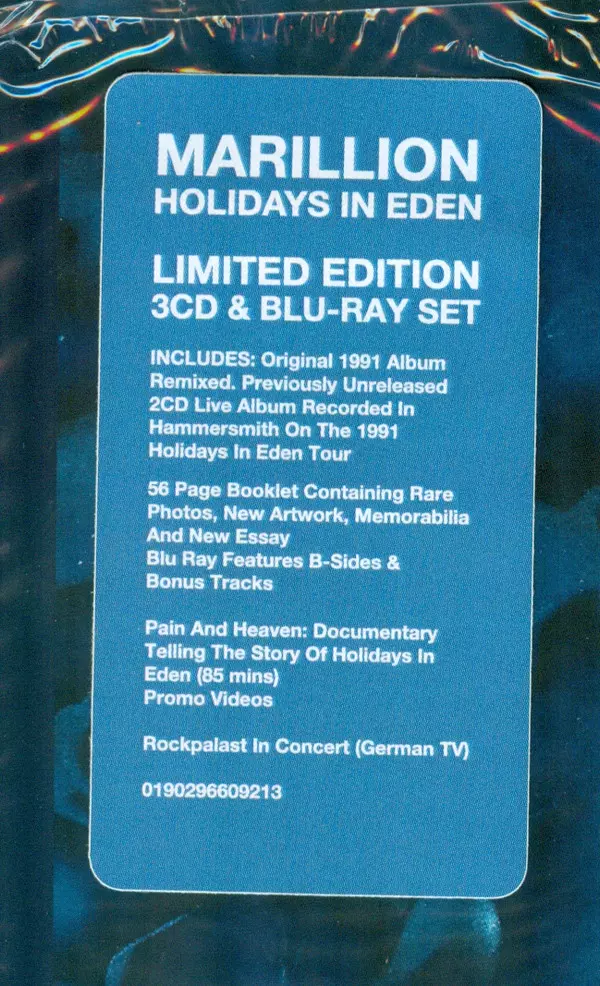 MARILLION
HOLIDAYS IN EDEN
LIMITED EDITION
3CD & BLU-RAY SET
INCLUDES: Original 1991 Album
Remixed. Previously Unreleased
2CD Live Album Recorded In
Hammersmith On The 1991
Holidays In Eden Tour
56 Page Booklet Containing Rare
Photos, New Artwork, Memorabilia
And New Essay
Blu Ray Features B-Sides &
Bonus Tracks
Pain And Heaven: Documentary
Telling The Story Of Holidays In
Eden (85 mins)
Promo Videos
Rockpalast In Concert (German TV)
0190296609213